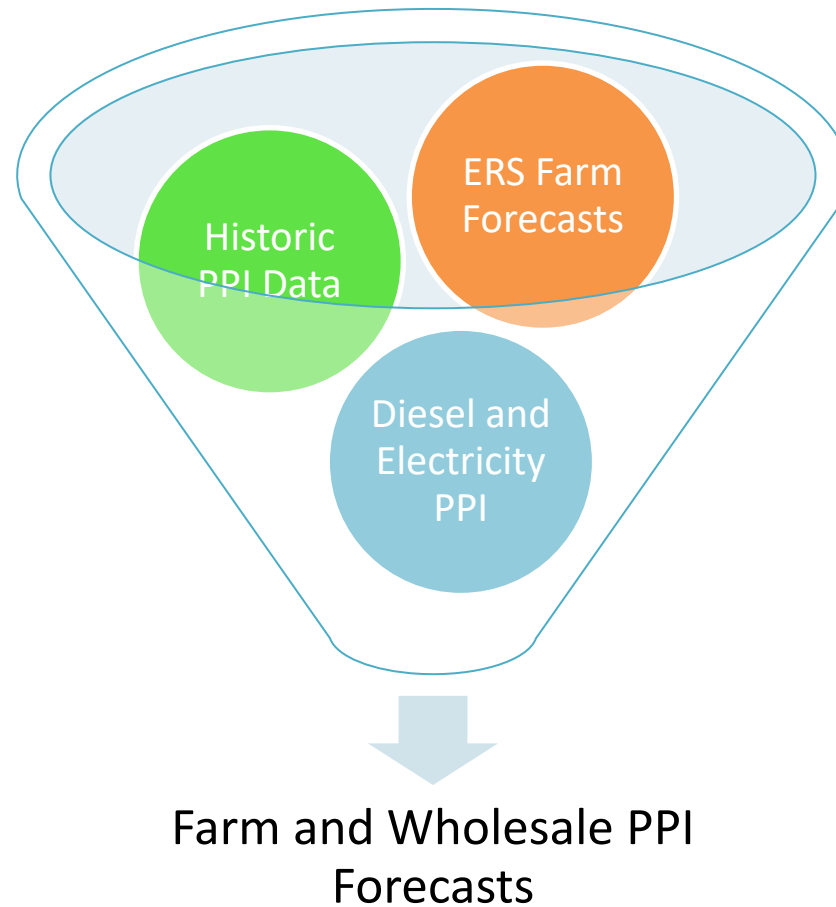 ERS Farm
Forecasts
Historic
PPI Data
Diesel and
Electricity
PPI
Farm and Wholesale PPI
Forecasts